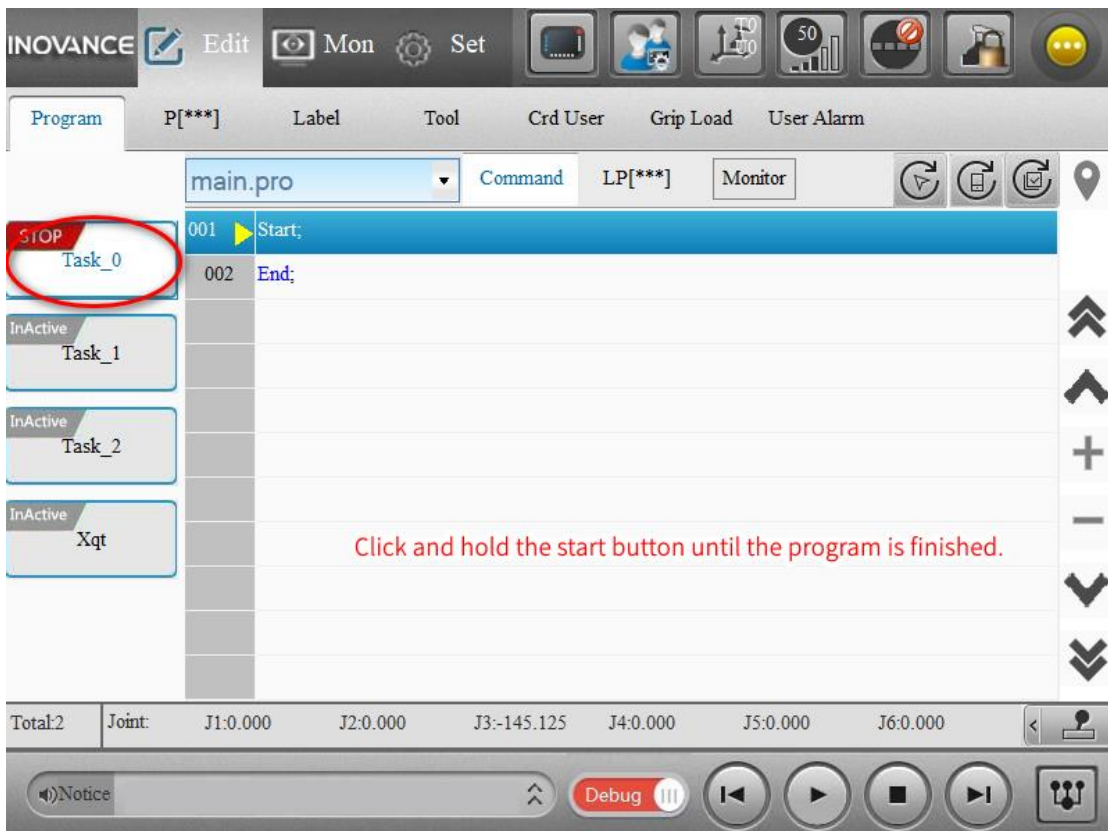 INOVANCE Edit Mon Set T0 U0 50
Program P[***] Label Tool Crd User Grip Load User Alarm
main.pro Command LP[***] Monitor
STOP
Task_0
001 Start;
002 End;
InActive
Task_1
InActive
Task_2
InActive
Xqt
Click and hold the start button until the program is finished.
Total:2 Joint: J1:0.000 J2:0.000 J3:-145.125 J4:0.000 J5:0.000 J6:0.000
Notice Debug